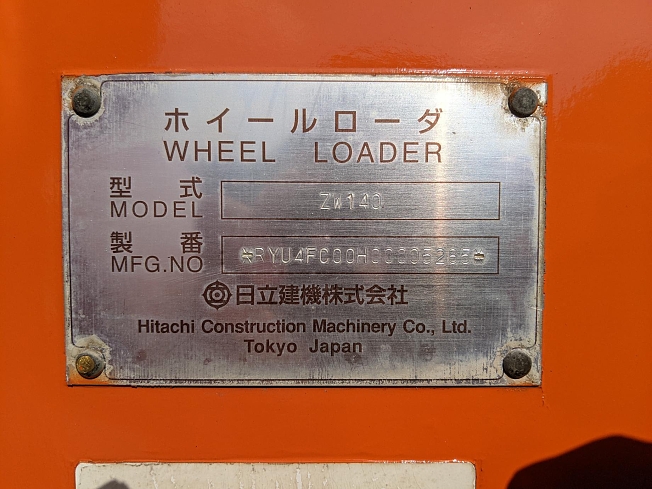 ホイールローダ
WHEEL LOADER
型式
MODEL ZW140
製番
MFG.NO
日立建機株式会社
Hitachi Construction Machinery Co., Ltd.
Tokyo Japan